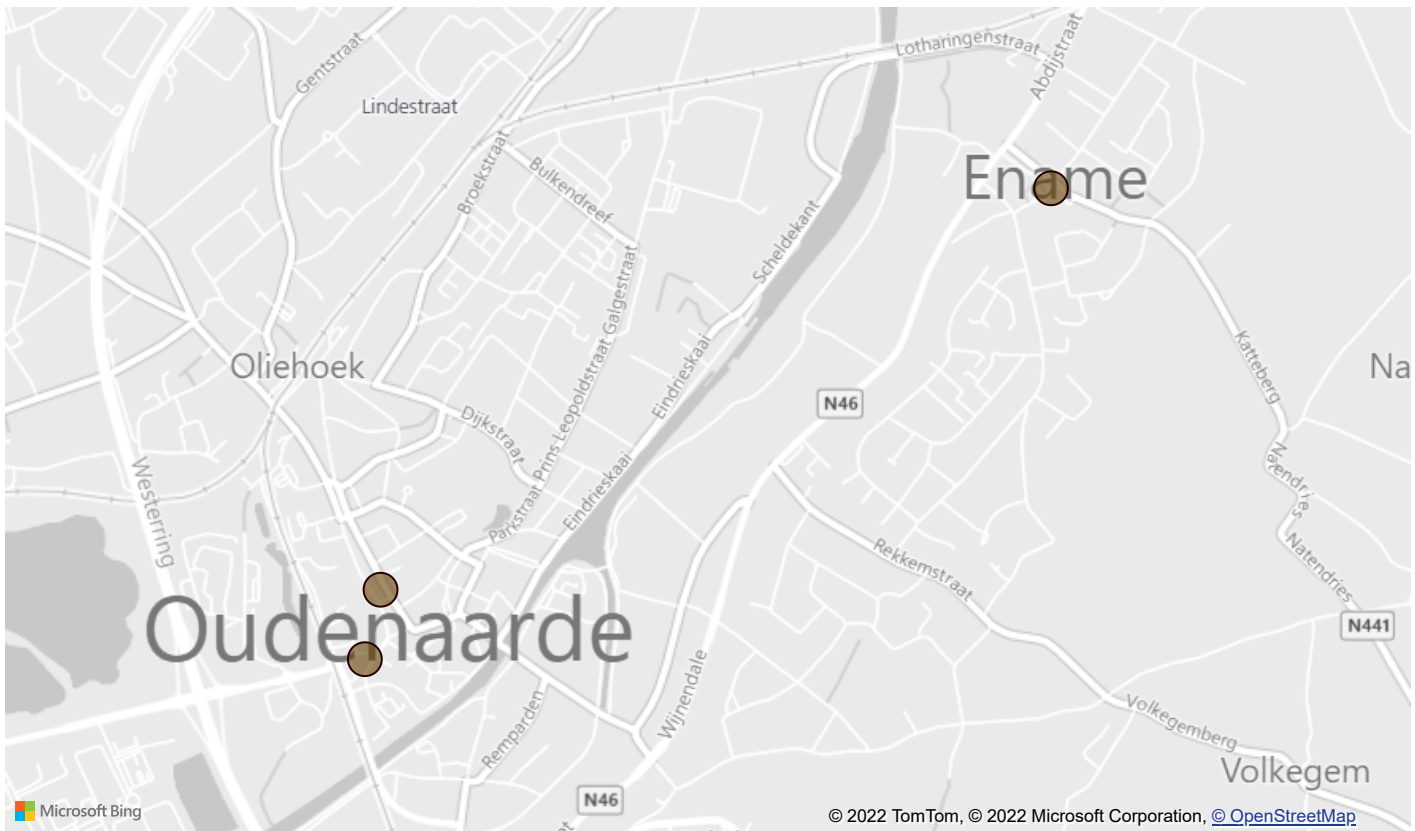 Lotharingenstraat
Abdijstraat
Gentstraat
Lindestraat
Broekstraat
Bulkendreef
Ename
Scheldekant
Prins Leopoldstraat Galgestraat
Eindrieskaai
Katteberg
Oliehoek
Na
N46
Dijkstraat
Natendries
Westerring
Eindrieskaai
Parkstraat
Rekkemstraat
Natendries
Oudenaarde
N441
Wijnendale
Remparden
Volkegemberg
Volkegem
N46
Microsoft Bing
© 2022 TomTom, © 2022 Microsoft Corporation, © OpenStreetMap